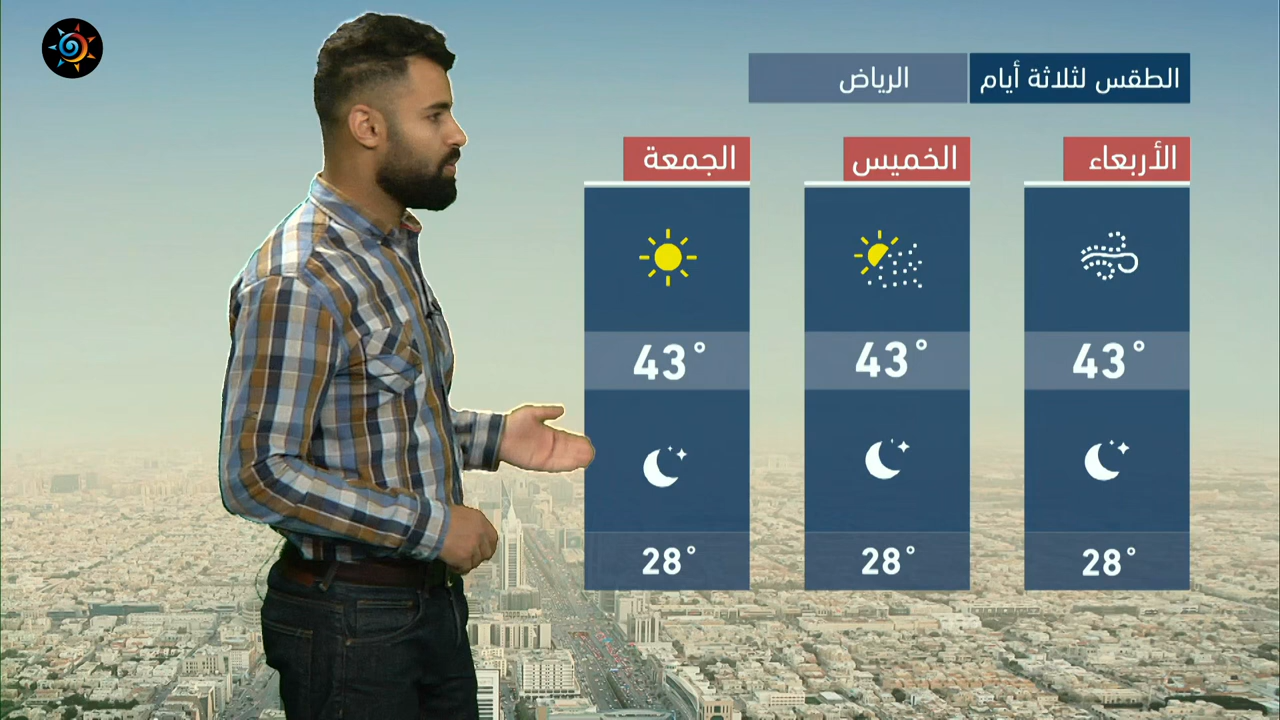 الطقس لثلاثة أيام
الرياض
الأربعاء
الخميس
الجمعة
43°
43°
43°
28°
28°
28°